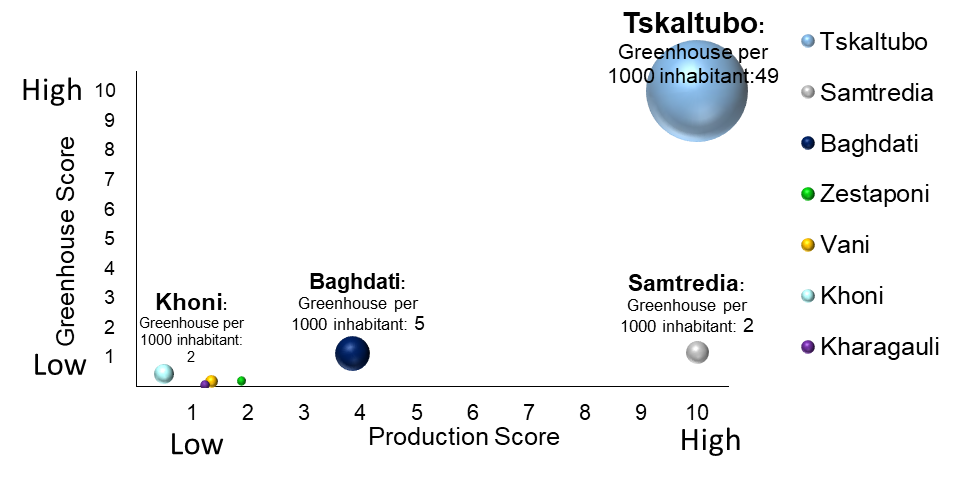 Tskaltubo:
Greenhouse per
1000 inhabitant:49
High
10
9
8
7
6
5
4
3
2
1
Low
Greenhouse Score
Khoni:
Greenhouse per
1000 inhabitant:
2
Baghdati:
Greenhouse per
1000 inhabitant: 5
Samtredia:
Greenhouse per
1000 inhabitant: 2
1 2 3 4 5 6 7 8 9 10
Low
Production Score
High
Tskaltubo
Samtredia
Baghdati
Zestaponi
Vani
Khoni
Kharagauli